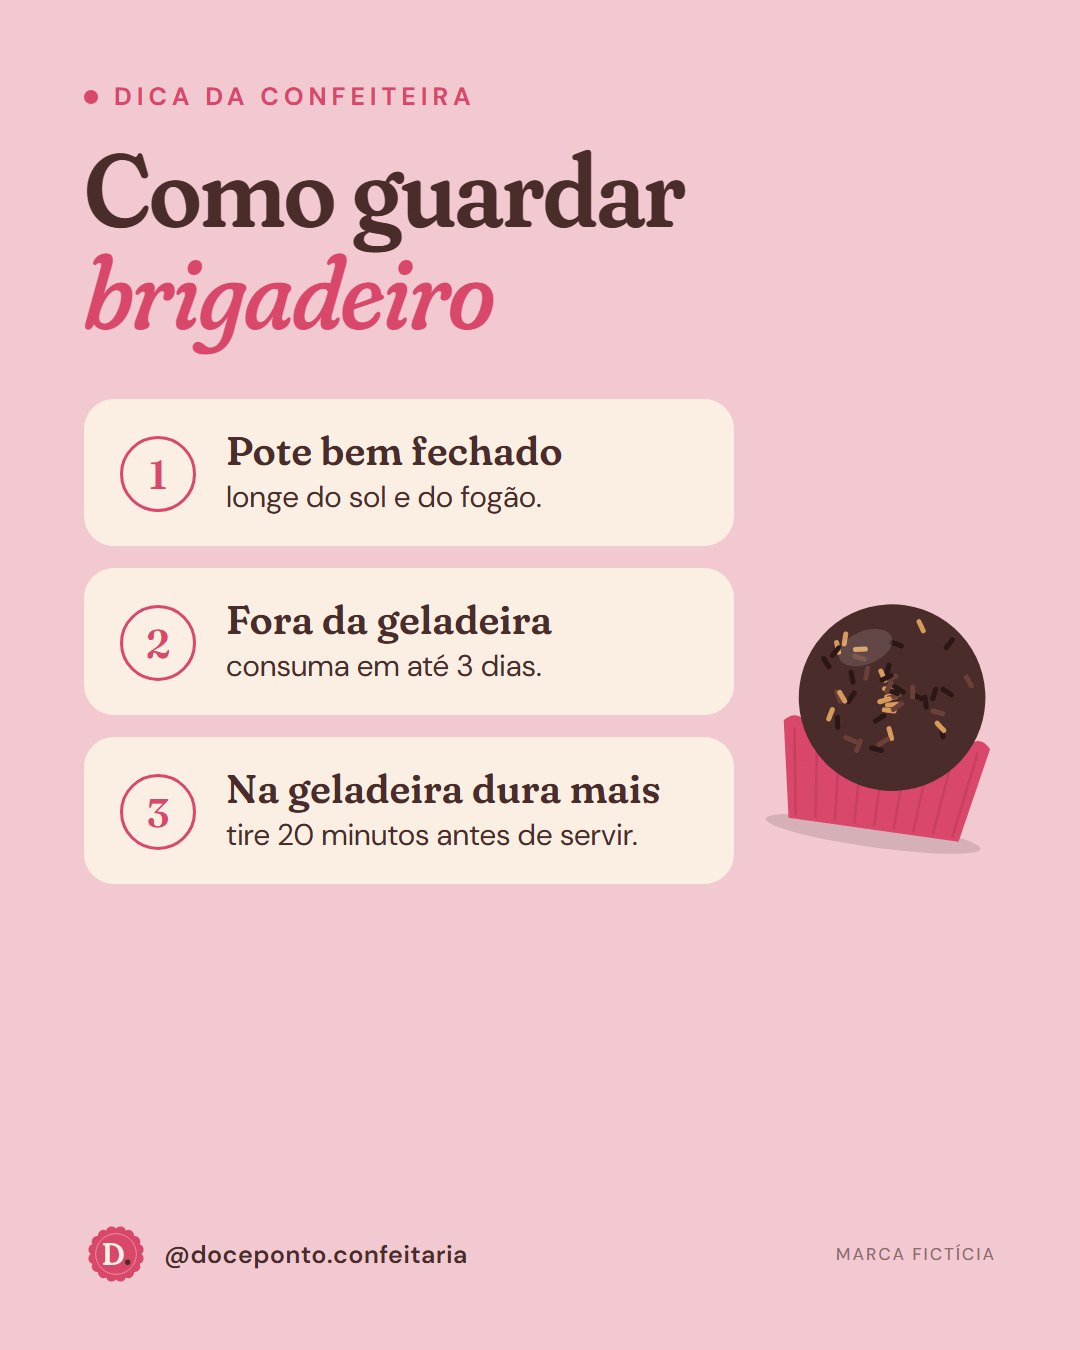 DICA DA CONFEITEIRA
Como guardar
brigadeiro
1
Pote bem fechado
longe do sol e do fogão.
2
Fora da geladeira
consuma em até 3 dias.
3
Na geladeira dura mais
tire 20 minutos antes de servir.
D.
@doceponto.confeitaria
MARCA FICTÍCIA